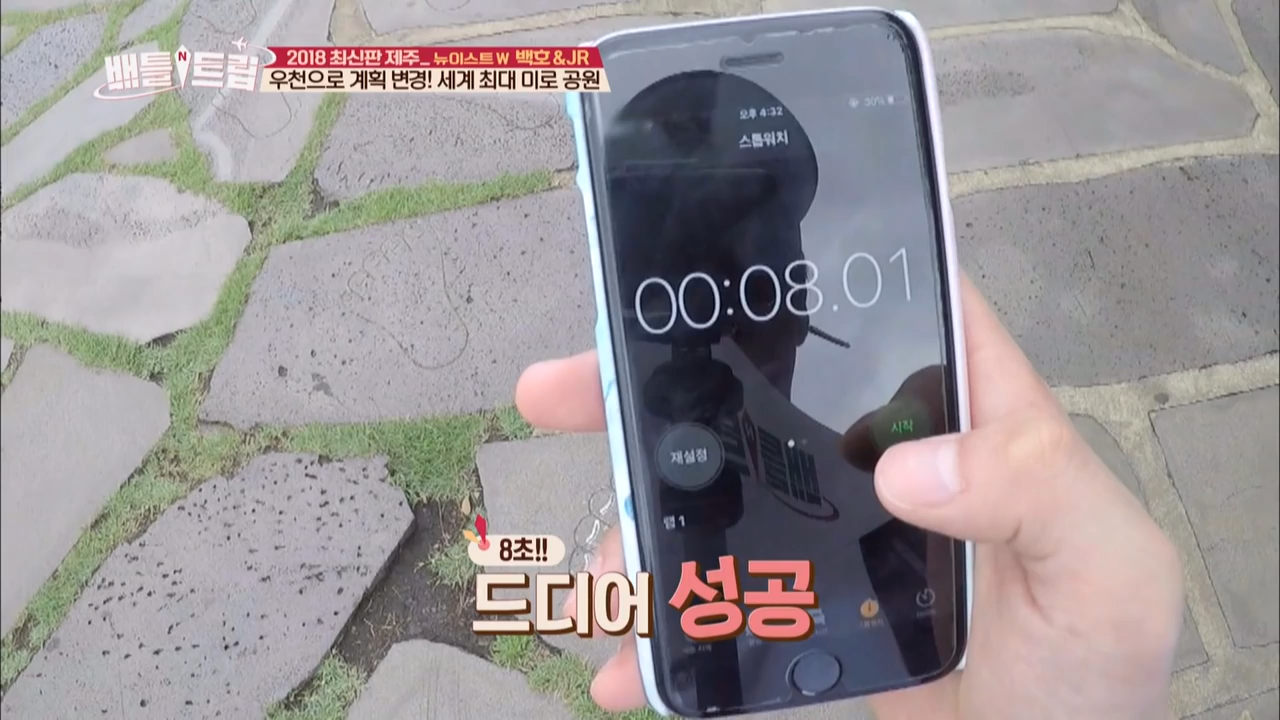 배틀트립
2018 최신판 제주_ 뉴이스트 W 백호 &JR
우천으로 계획 변경! 세계 최대 미로 공원
오후 4:32
30%
스톱워치
00:08.01
재설정
시작
랩 1
8초!!
드디어 성공